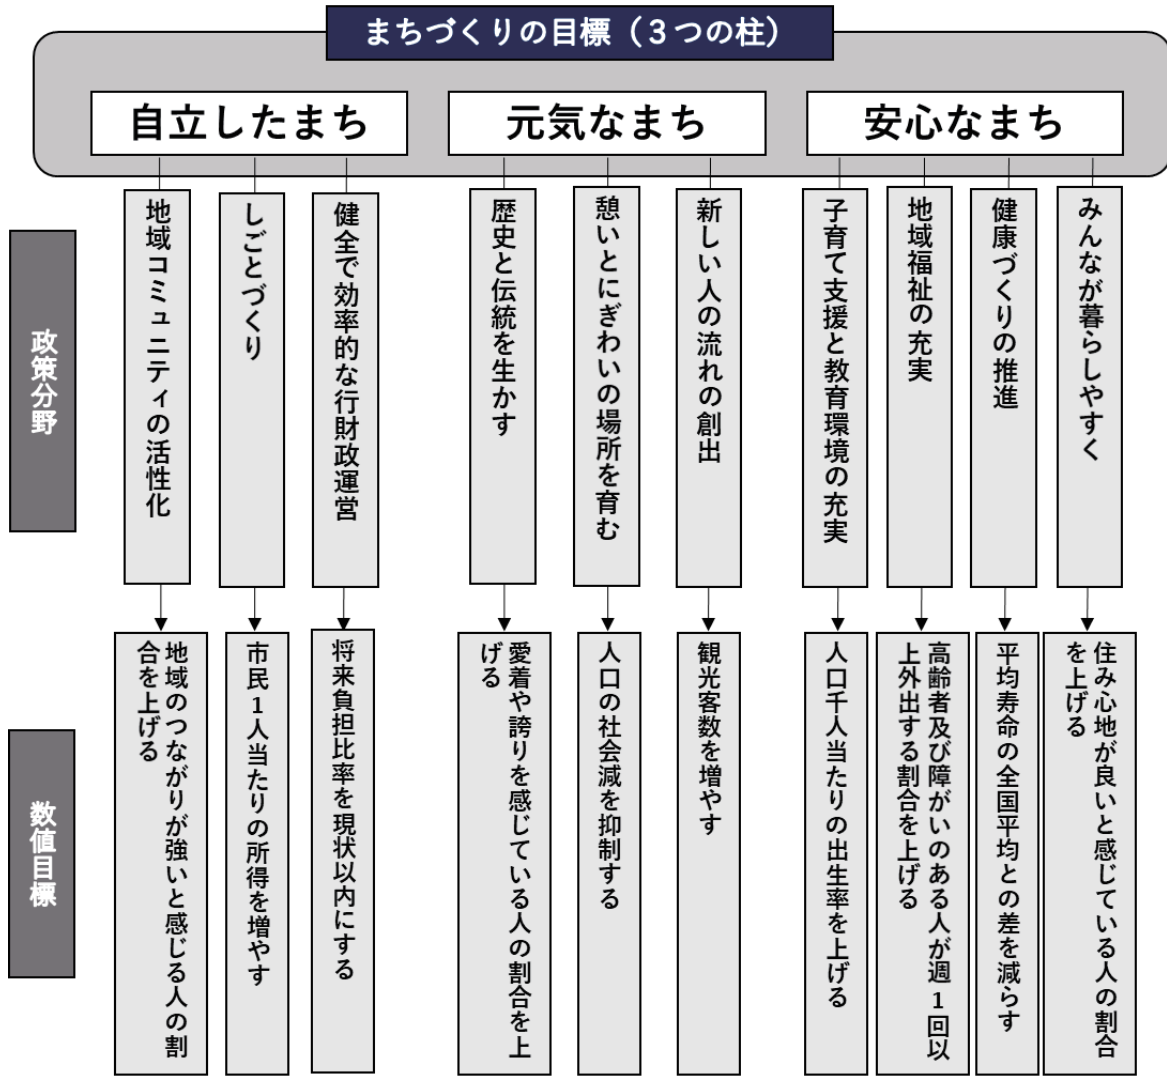 まちづくりの目標（３つの柱）
自立したまち
元気なまち
安心なまち
政策分野
地域コミュニティの活性化
しごとづくり
健全で効率的な行財政運営
歴史と伝統を生かす
憩いとにぎわいの場所を育む
新しい人の流れの創出
子育て支援と教育環境の充実
地域福祉の充実
健康づくりの推進
みんなが暮らしやすく
数値目標
地域のつながりが強いと感じる人の割
合を上げる
市民1人当たりの所得を増やす
将来負担比率を現状以内にする
愛着や誇りを感じている人の割合を上
げる
人口の社会減を抑制する
観光客数を増やす
人口千人当たりの出生率を上げる
高齢者及び障がいのある人が週1回以
上外出する割合を上げる
平均寿命の全国平均との差を減らす
住み心地が良いと感じている人の割合
を上げる